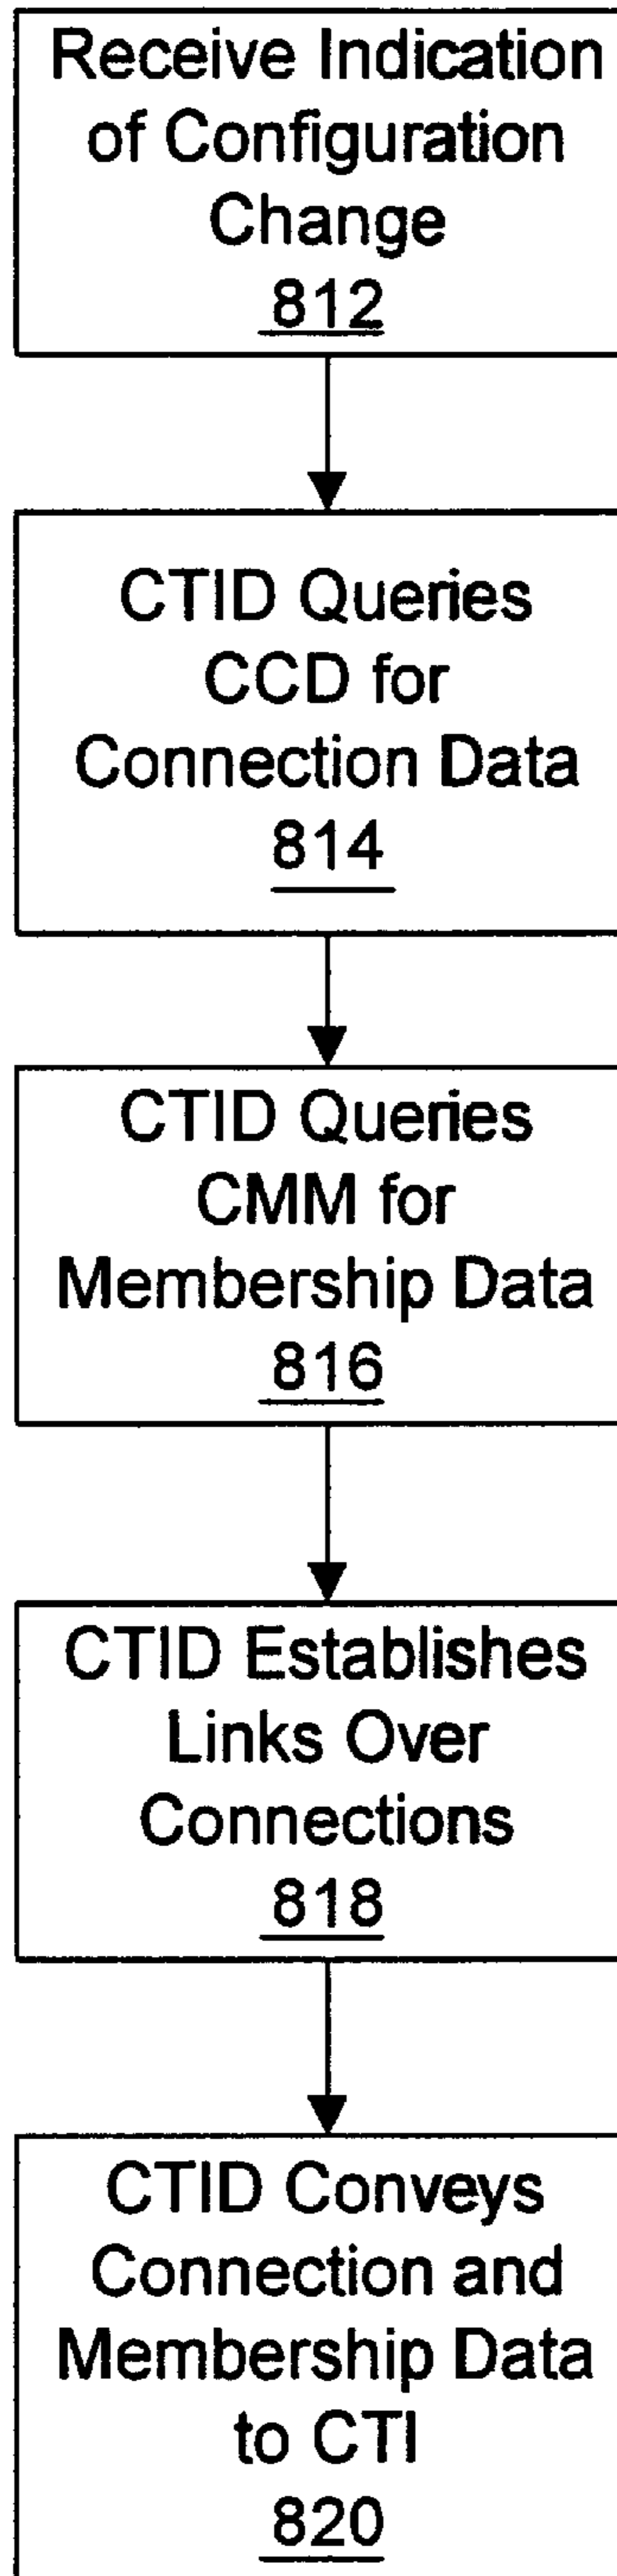 Receive Indication
of Configuration
Change
812
CTID Queries
CCD for
Connection Data
814
CTID Queries
CMM for
Membership Data
816
CTID Establishes
Links Over
Connections
818
CTID Conveys
Connection and
Membership Data
to CTI
820